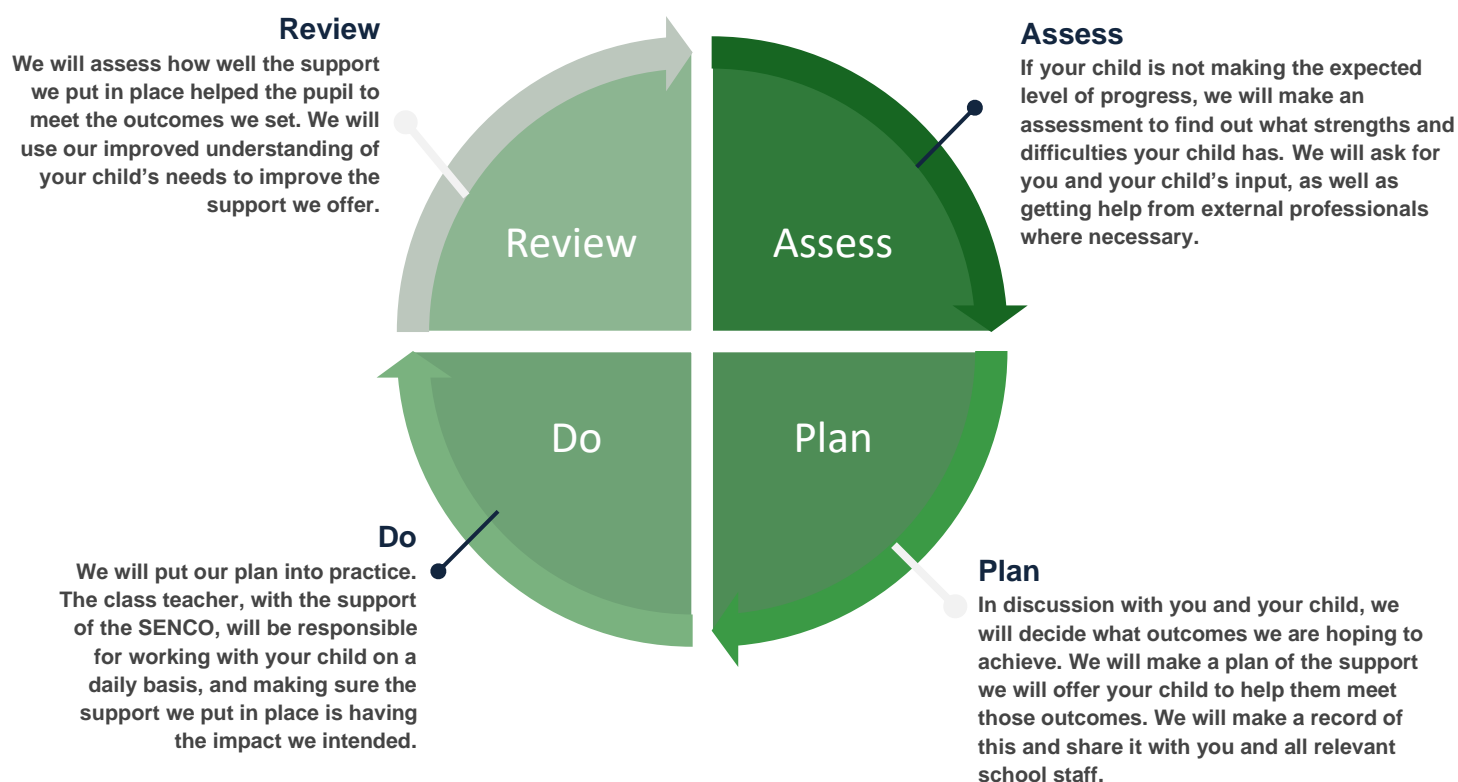 Review
We will assess how well the support
we put in place helped the pupil to
meet the outcomes we set. We will
use our improved understanding of
your child’s needs to improve the
support we offer.
Assess
If your child is not making the expected
level of progress, we will make an
assessment to find out what strengths and
difficulties your child has. We will ask for
you and your child’s input, as well as
getting help from external professionals
where necessary.
Review
Assess
Do
Plan
Do
We will put our plan into practice.
The class teacher, with the support
of the SENCO, will be responsible
for working with your child on a
daily basis, and making sure the
support we put in place is having
the impact we intended.
Plan
In discussion with you and your child, we
will decide what outcomes we are hoping to
achieve. We will make a plan of the support
we will offer your child to help them meet
those outcomes. We will make a record of
this and share it with you and all relevant
school staff.